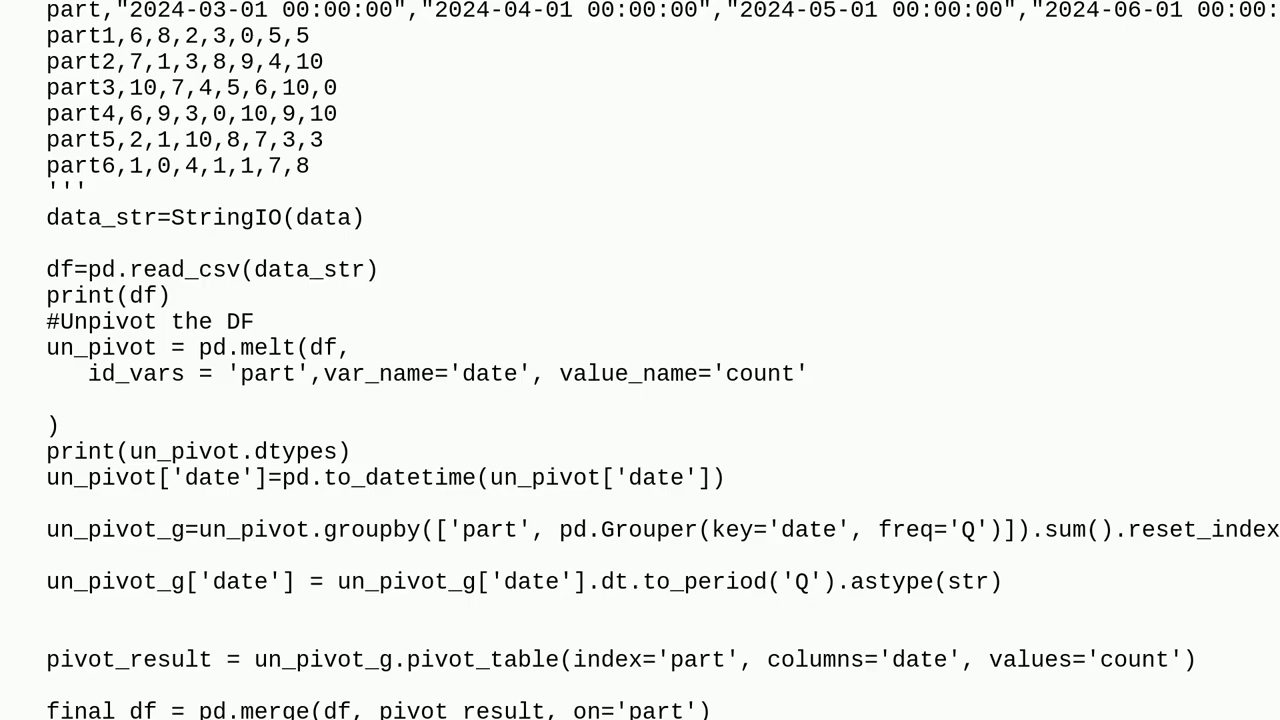 part,"2024-03-01 00:00:00","2024-04-01 00:00:00","2024-05-01 00:00:00","2024-06-01 00:00:
part1,6,8,2,3,0,5,5
part2,7,1,3,8,9,4,10
part3,10,7,4,5,6,10,0
part4,6,9,3,0,10,9,10
part5,2,1,10,8,7,3,3
part6,1,0,4,1,1,7,8
'''
data_str=StringIO(data)
df=pd.read_csv(data_str)
print(df)
#Unpivot the DF
un_pivot = pd.melt(df,
   id_vars = 'part',var_name='date', value_name='count'
)
print(un_pivot.dtypes)
un_pivot['date']=pd.to_datetime(un_pivot['date'])
un_pivot_g=un_pivot.groupby(['part', pd.Grouper(key='date', freq='Q')]).sum().reset_index
un_pivot_g['date'] = un_pivot_g['date'].dt.to_period('Q').astype(str)
pivot_result = un_pivot_g.pivot_table(index='part', columns='date', values='count')
final_df = pd.merge(df, pivot_result, on='part')